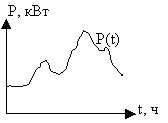 P, кВт
P(t)
t, ч